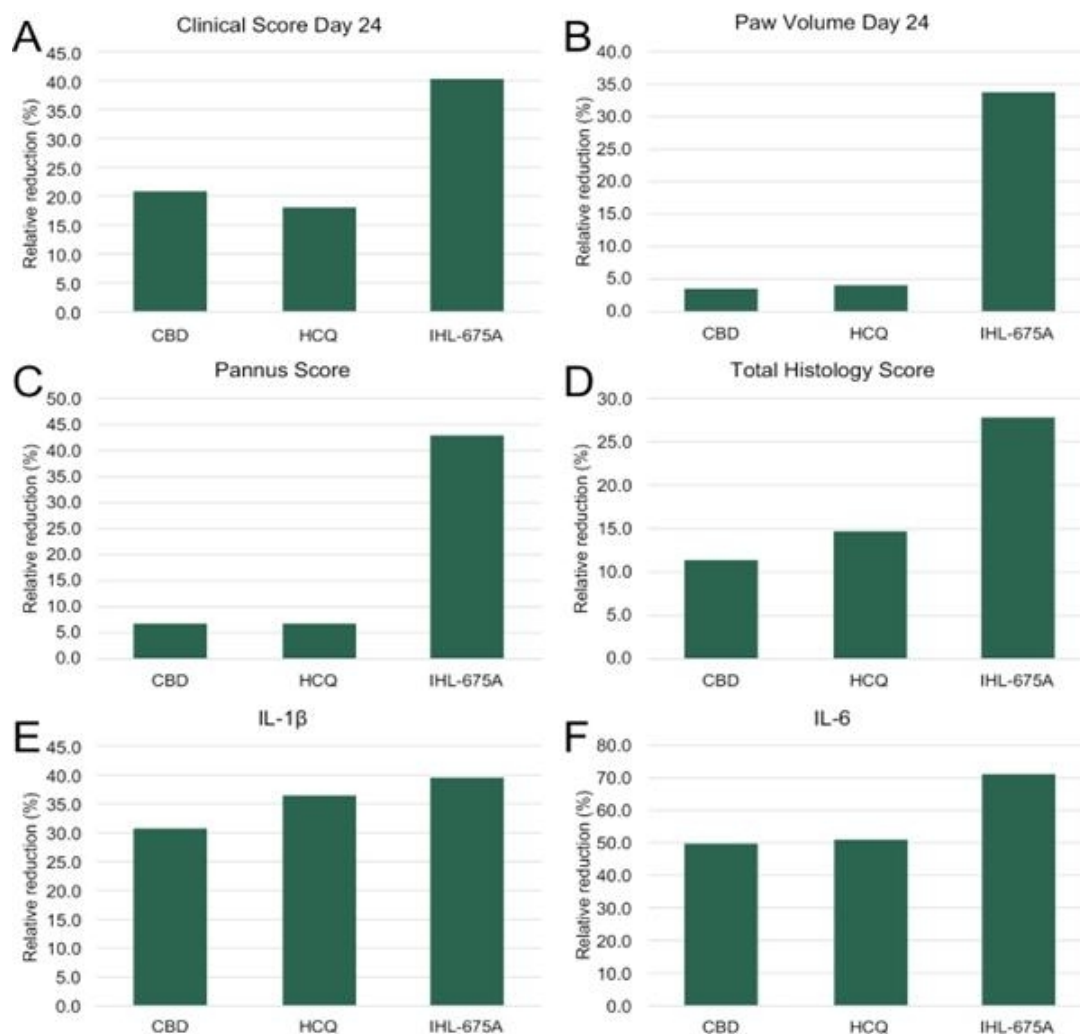 A
Clinical Score Day 24
Relative reduction (%)
45.0
40.0
35.0
30.0
25.0
20.0
15.0
10.0
5.0
0.0
CBD HCQ IHL-675A
B
Paw Volume Day 24
Relative reduction (%)
40.0
35.0
30.0
25.0
20.0
15.0
10.0
5.0
0.0
CBD HCQ IHL-675A
C
Pannus Score
Relative reduction (%)
50.0
45.0
40.0
35.0
30.0
25.0
20.0
15.0
10.0
5.0
0.0
CBD HCQ IHL-675A
D
Total Histology Score
Relative reduction (%)
30.0
25.0
20.0
15.0
10.0
5.0
0.0
CBD HCQ IHL-675A
E
IL-1β
Relative reduction (%)
45.0
40.0
35.0
30.0
25.0
20.0
15.0
10.0
5.0
0.0
CBD HCQ IHL-675A
F
IL-6
Relative reduction (%)
80.0
70.0
60.0
50.0
40.0
30.0
20.0
10.0
0.0
CBD HCQ IHL-675A